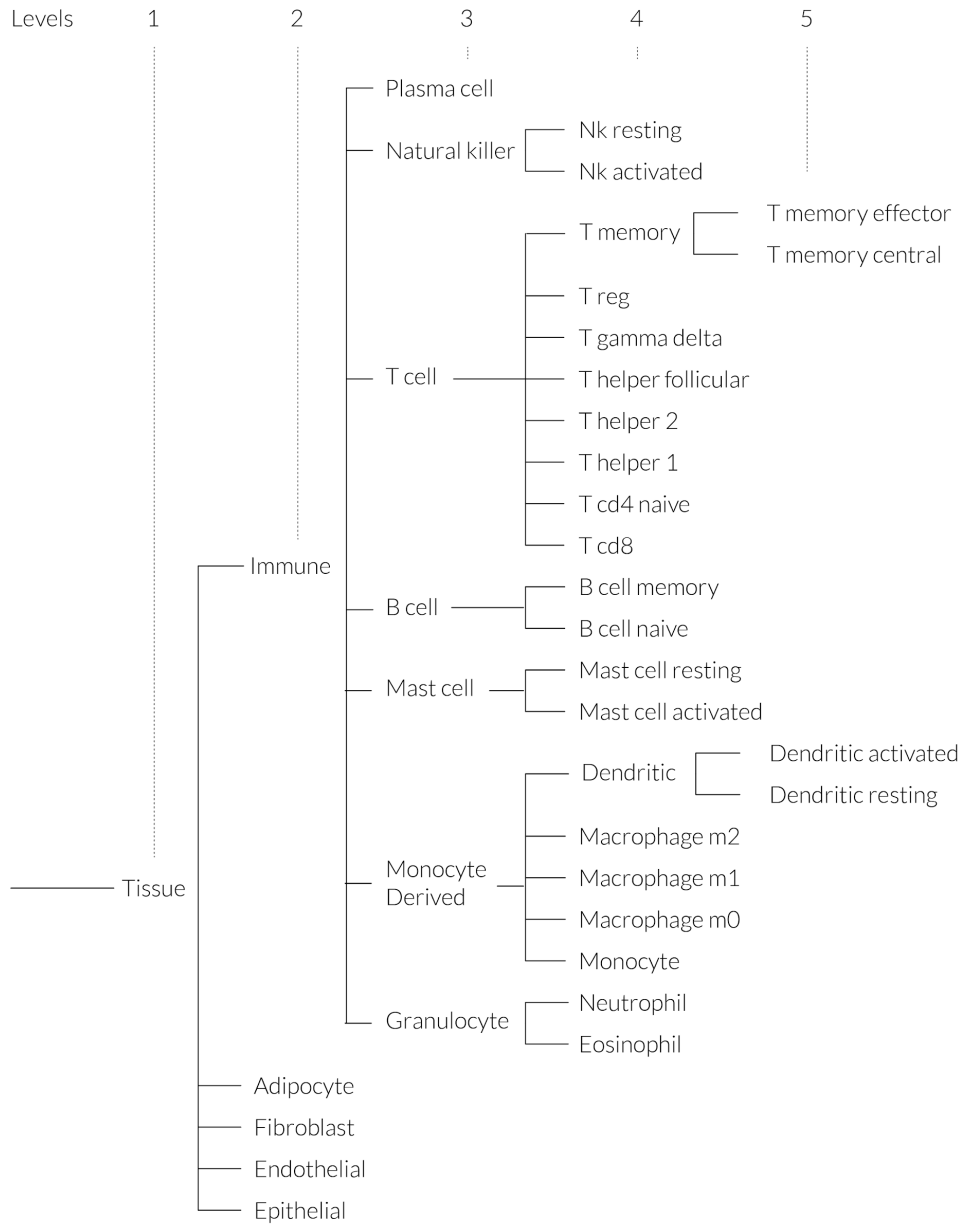 Levels 1 2 3 4 5
Plasma cell
Nk resting
Natural killer
Nk activated
T memory effector
T memory
T memory central
T reg
T gamma delta
T cell
T helper follicular
T helper 2
T helper 1
T cd4 naive
T cd8
Immune
B cell memory
B cell
B cell naive
Mast cell resting
Mast cell
Mast cell activated
Dendritic activated
Dendritic
Dendritic resting
Macrophage m2
Monocyte
Derived
Macrophage m1
Tissue
Macrophage m0
Monocyte
Neutrophil
Granulocyte
Eosinophil
Adipocyte
Fibroblast
Endothelial
Epithelial